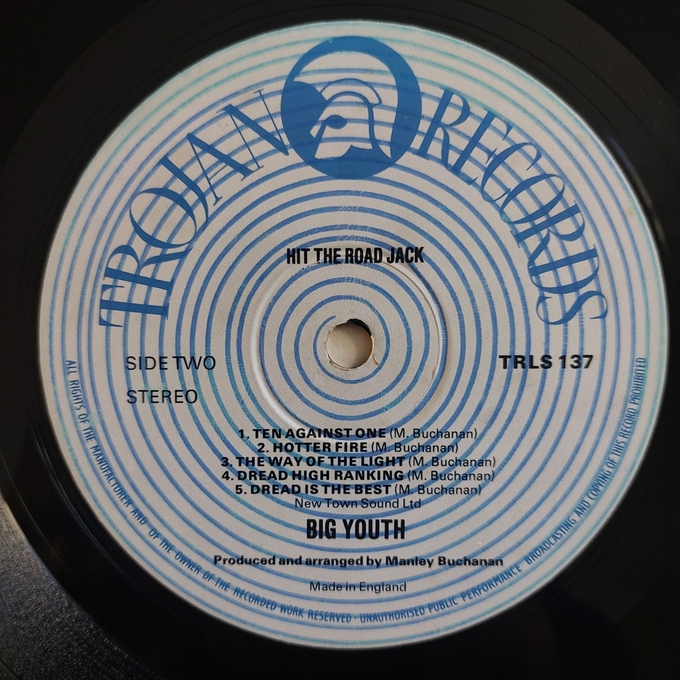 TROJAN RECORDS
HIT THE ROAD JACK
SIDE TWO
TRLS 137
STEREO
1. TEN AGAINST ONE (M. Buchanan)
2. HOTTER FIRE (M. Buchanan)
3. THE WAY OF THE LIGHT (M. Buchanan)
4. DREAD HIGH RANKING (M. Buchanan)
5. DREAD IS THE BEST (M. Buchanan)
New Town Sound Ltd
BIG YOUTH
Produced and arranged by Manley Buchanan
Made in England
ALL RIGHTS OF THE MANUFACTURER AND OF THE OWNER OF THE RECORDED WORK RESERVED · UNAUTHORISED PUBLIC PERFORMANCE BROADCASTING AND COPYING OF THIS RECORD PROHIBITED